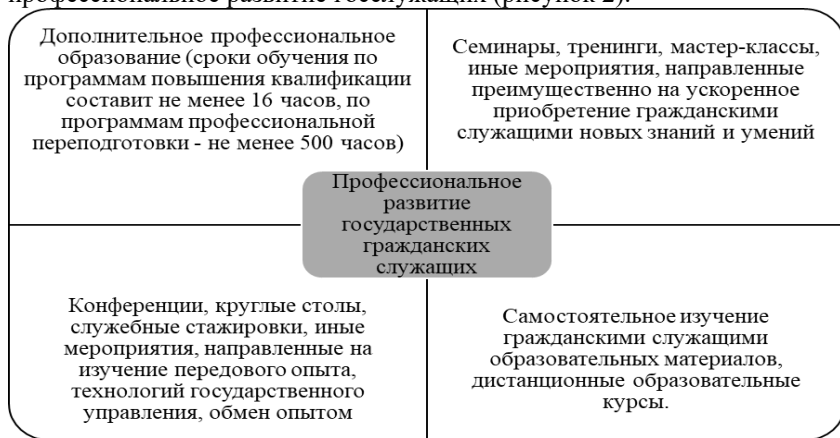 профессиональное развитие госслужащих (рисунок 2).
Дополнительное профессиональное
образование (сроки обучения по
программам повышения квалификации
составит не менее 16 часов, по
программам профессиональной
переподготовки - не менее 500 часов)
Семинары, тренинги, мастер-классы,
иные мероприятия, направленные
преимущественно на ускоренное
приобретение гражданскими
служащими новых знаний и умений
Профессиональное
развитие
государственных
гражданских
служащих
Конференции, круглые столы,
служебные стажировки, иные
мероприятия, направленные на
изучение передового опыта,
технологий государственного
управления, обмен опытом
Самостоятельное изучение
гражданскими служащими
образовательных материалов,
дистанционные образовательные
курсы.